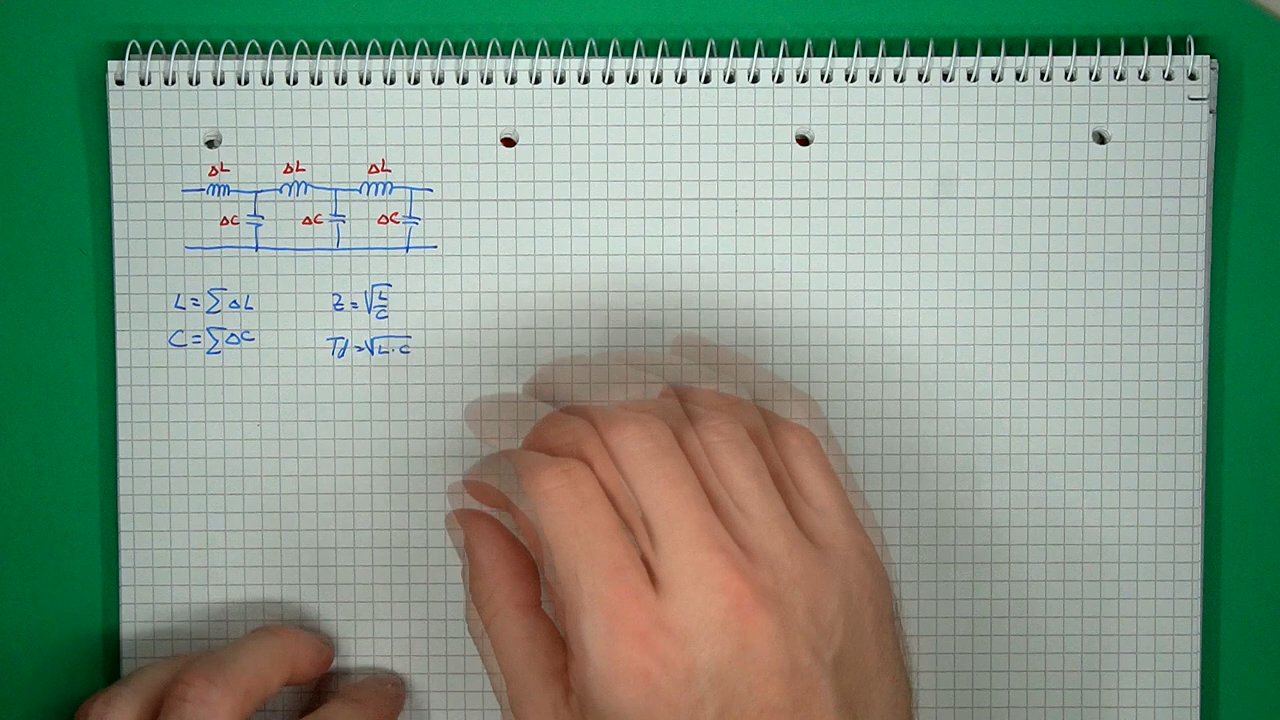 ΔL ΔL ΔL
ΔC ΔC ΔC
L = ∑ ΔL
C = ∑ ΔC
Z = √(L/C)
Td = √(L·C)